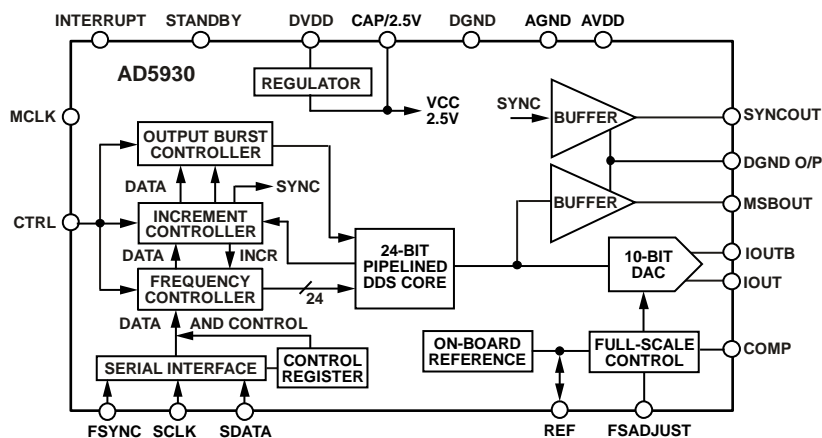 INTERRUPT STANDBY DVDD CAP/2.5V DGND AGND AVDD
AD5930
REGULATOR
VCC
2.5V
MCLK
SYNC
BUFFER
SYNCOUT
OUTPUT BURST
CONTROLLER
DGND O/P
DATA
SYNC
BUFFER
MSBOUT
CTRL
INCREMENT
CONTROLLER
24-BIT
PIPELINED
DDS CORE
10-BIT
DAC
IOUTB
IOUT
DATA
INCR
FREQUENCY
CONTROLLER
24
DATA
AND CONTROL
ON-BOARD
REFERENCE
FULL-SCALE
CONTROL
COMP
SERIAL INTERFACE
CONTROL
REGISTER
FSYNC SCLK SDATA REF FSADJUST